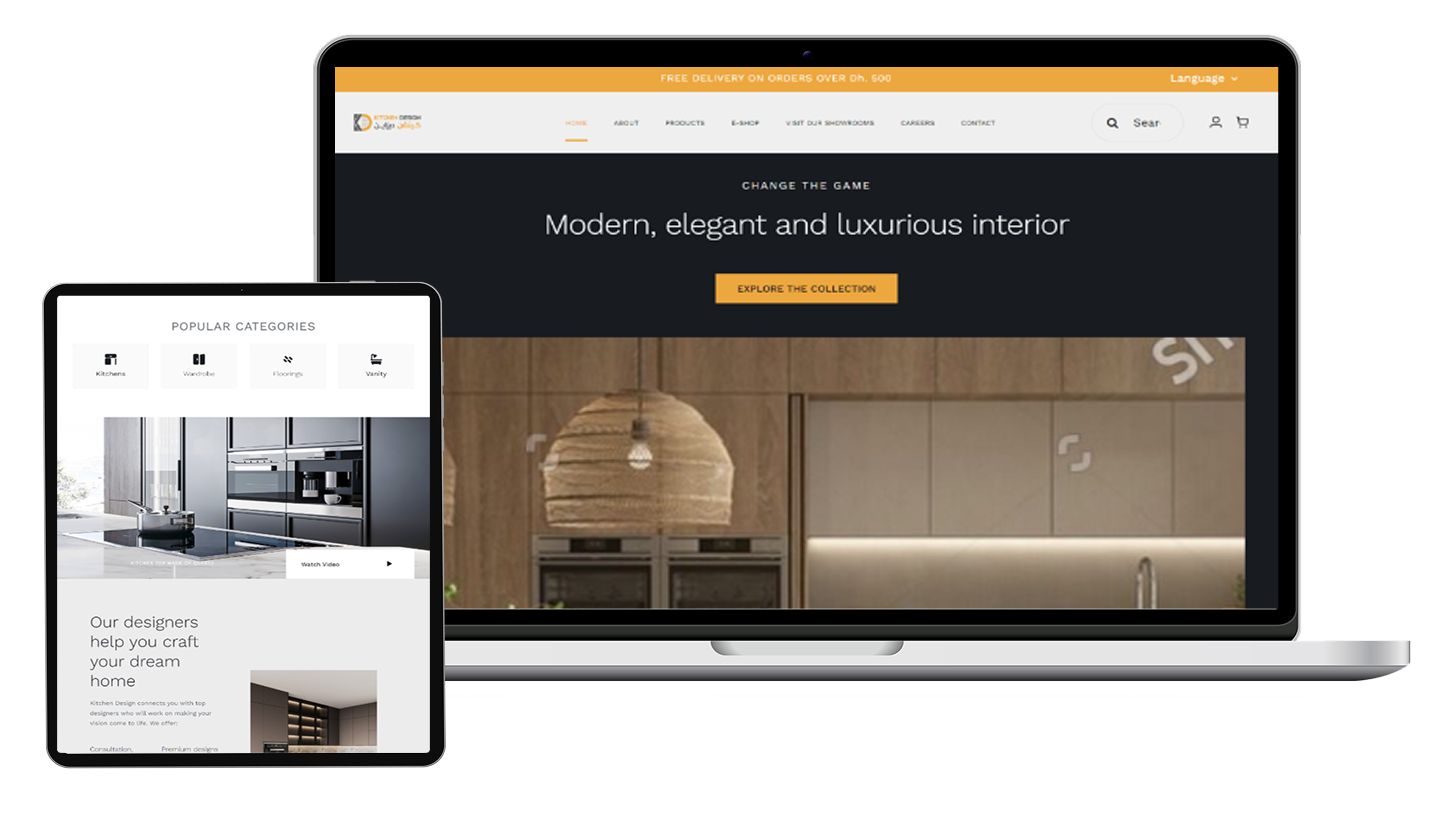 FREE DELIVERY ON ORDERS OVER Dh. 500
Language
KITCHEN DESIGN
كيتشن ديزاين
HOME
ABOUT
PRODUCTS
E-SHOP
VISIT OUR SHOWROOMS
CAREERS
CONTACT
Sear
CHANGE THE GAME
Modern, elegant and luxurious interior
EXPLORE THE COLLECTION
POPULAR CATEGORIES
Kitchens
Wardrobe
Floorings
Vanity
Watch Video
Our designers
help you craft
your dream
home
Kitchen Design connects you with top
designers who will work on making your
vision come to life. We offer:
Consultation,
Premium designs